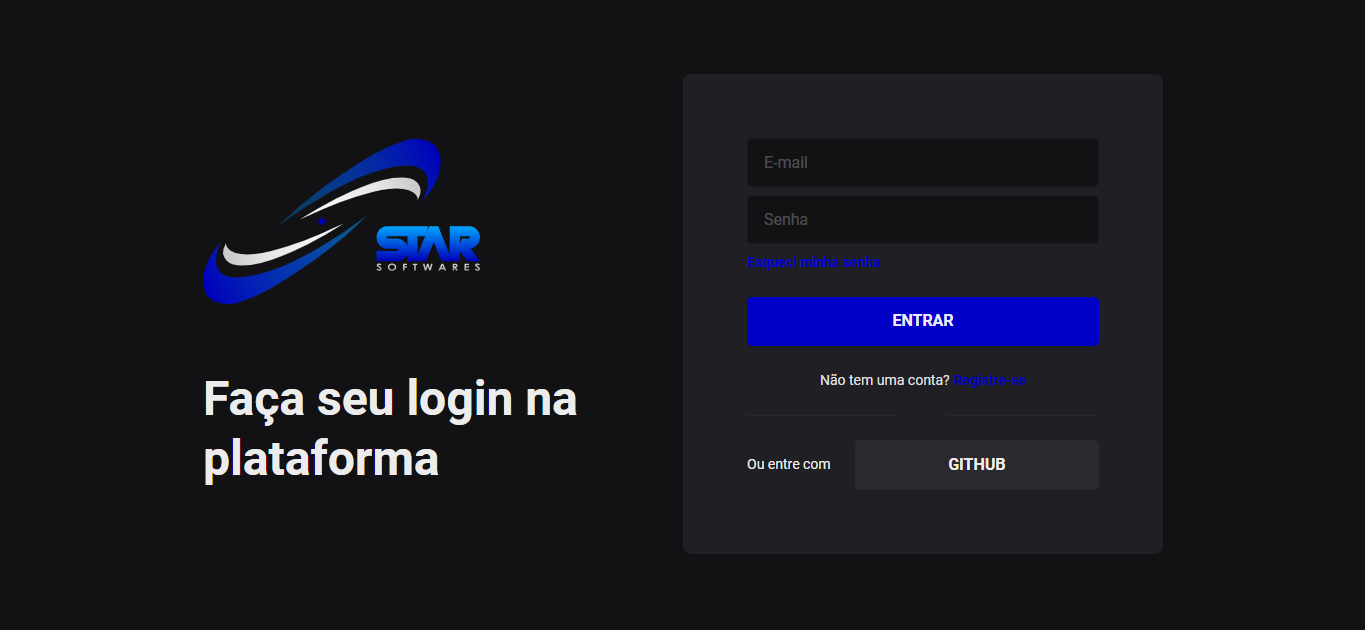 STAR
SOFTWARES
Faça seu login na
plataforma
E-mail
Senha
Esqueci minha senha
ENTRAR
Não tem uma conta? Registre-se
Ou entre com
GITHUB